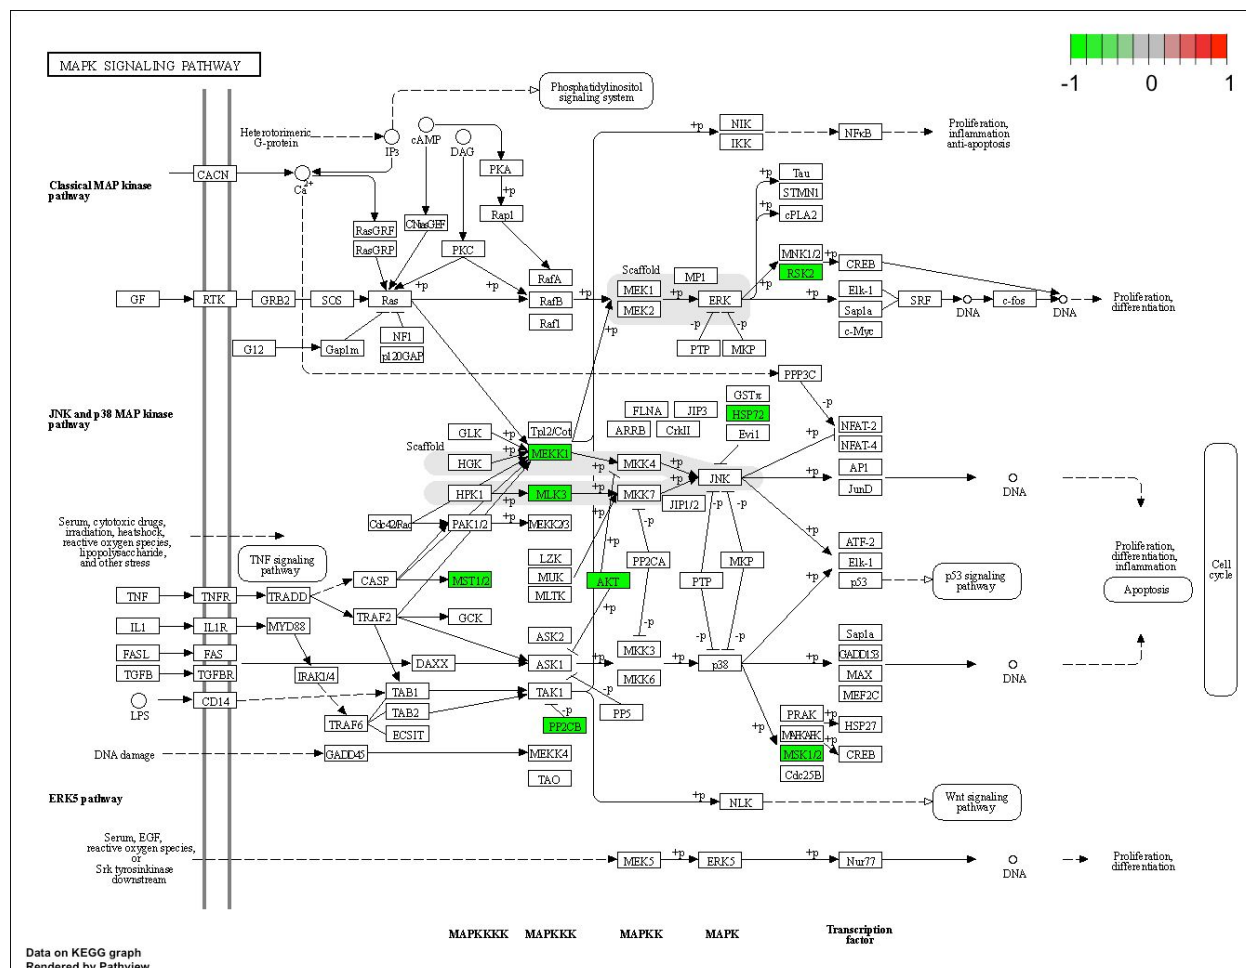 MAPK SIGNALING PATHWAY
-1 0 1
Phosphatidylinositol
signaling system
Heterotorimeric
G-protein
IP3
cAMP
DAG
PKA
+p
NIK
IKK
+p
NFκB
Proliferation,
inflammation
anti-apoptosis
Classical MAP kinase
pathway
CACN
Ca2+
RasGRF
RasGRP
CNrasGEF
PKC
Rap1
RafA
RafB
Raf1
Scaffold
MP1
MEK1
MEK2
ERK
Tau
STMN1
cPLA2
+p
+p
MNK1/2
RSK2
+p
CREB
GF
RTK
GRB2
SOS
Ras
+p
+p
+p
+p
+p
+p
Elk-1
Sap1a
c-Myc
SRF
DNA
c-fos
DNA
Proliferation,
differentiation
G12
Gap1m
NF1
p120GAP
+p
-p
-p
PTP
MKP
PPP3C
-p
JNK and p38 MAP kinase
pathway
GSTπ
HSP72
Evi1
FLNA
JIP3
ARRB
CrkII
NFAT-2
NFAT-4
Scaffold
GLK
HGK
HPK1
+p
+p
+p
+p
Tpl2/Cot
MEKK1
MLK3
MEKK2/3
+p
+p
MKK4
MKK7
+p
+p
JNK
JIP1/2
+p
+p
AP1
JunD
DNA
Cdc42/Rac
PAK1/2
Serum, cytotoxic drugs,
irradiation, heatshock,
reactive oxygen species,
lipopolysaccharide,
and other stress
TNF signaling
pathway
CASP
MST1/2
LZK
MUK
MLTK
AKT
+p
+p
-p
PP2CA
-p
-p
PTP
MKP
+p
ATF-2
Elk-1
p53
p53 signaling
pathway
Proliferation,
differentiation,
inflammation
Apoptosis
Cell
cycle
TNF
TNFR
TRADD
TRAF2
GCK
IL1
IL1R
MYD88
ASK2
ASK1
-p
-p
-p
MKK3
MKK6
+p
+p
p38
+p
+p
Sap1a
GADD153
MAX
MEF2C
DNA
FASL
FAS
DAXX
TGFB
TGFBR
IRAK1/4
LPS
CD14
TAB1
TAB2
ECSIT
TRAF6
TAK1
-p
-p
PP5
PP2CB
+p
PRAK
MAPKAPK
MSK1/2
Cdc25B
+p
+p
HSP27
CREB
DNA damage
GADD45
MEKK4
TAO
ERK5 pathway
+p
NLK
Wnt signaling
pathway
Serum, EGF,
reactive oxygen species,
or
Srk tyrosinkinase
downstream
MEK5
+p
ERK5
+p
Nur77
DNA
Proliferation,
differentiation
MAPKKKK
MAPKKK
MAPKK
MAPK
Transcription
factor
Data on KEGG graph
Rendered by Pathview